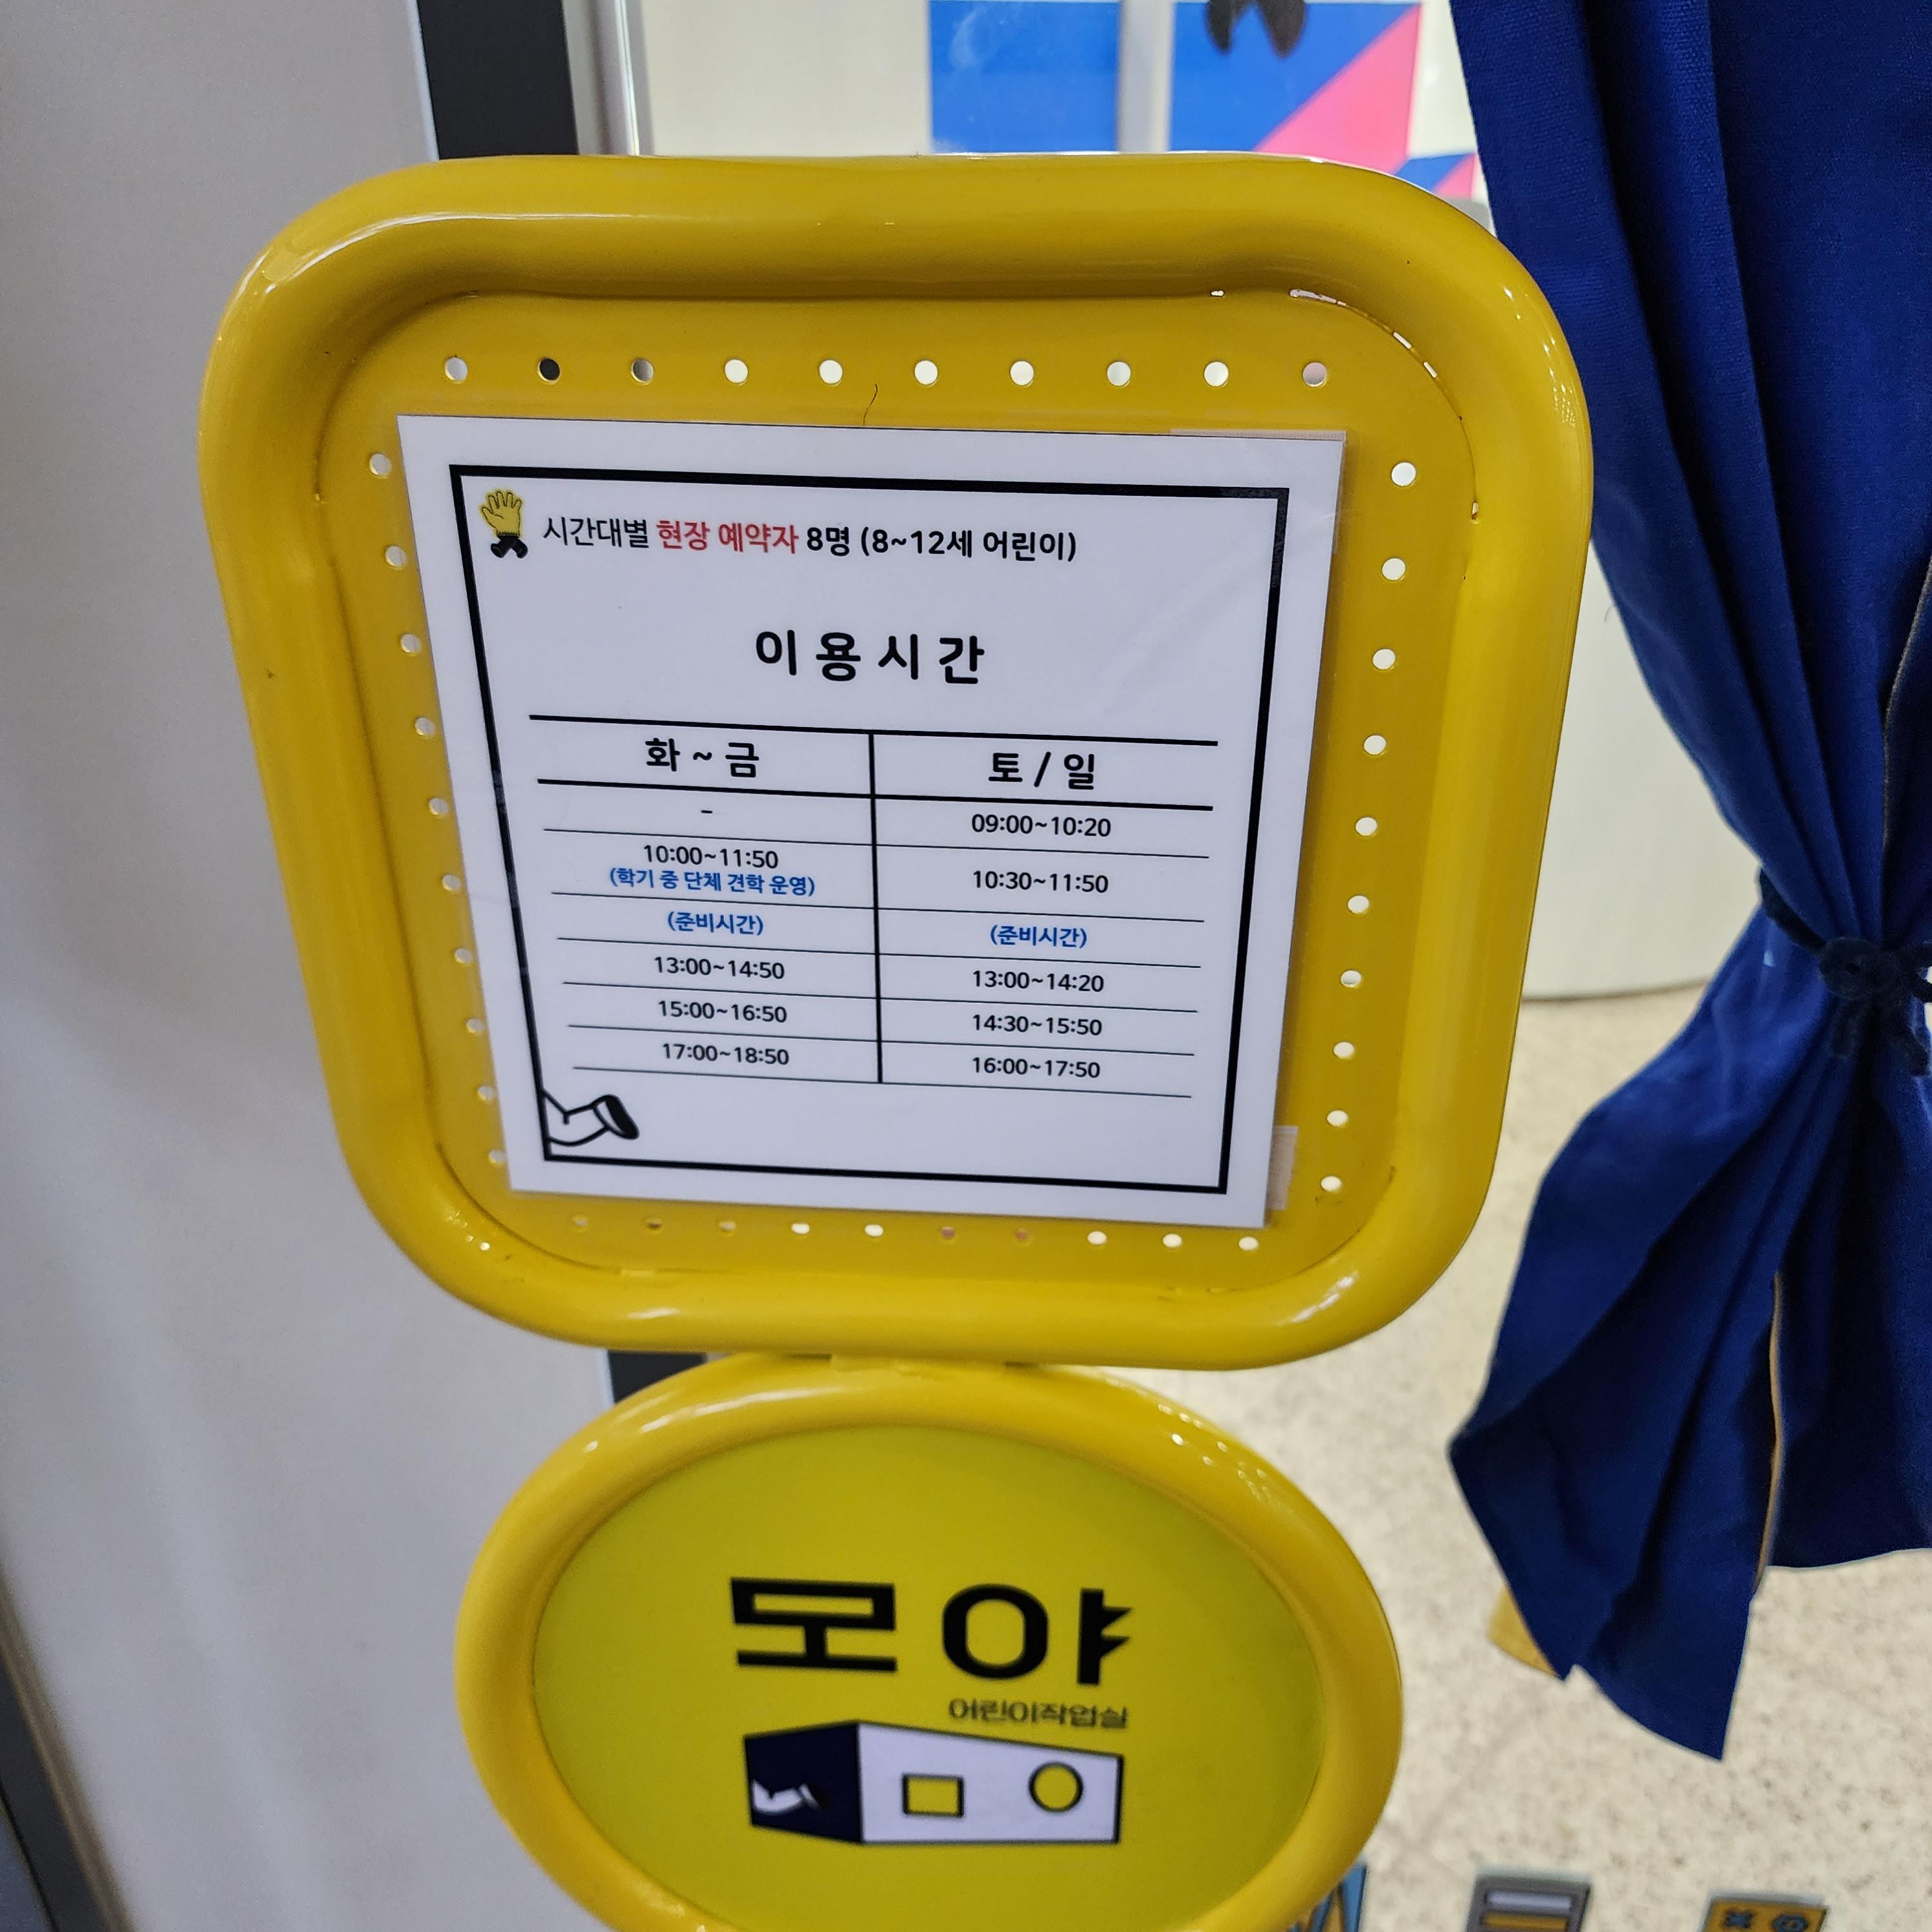 시간대별 현장 예약자 8명 (8~12세 어린이)
이용시간
화 ~ 금 토 / 일
- 09:00~10:20
10:00~11:50
(학기 중 단체 견학 운영) 10:30~11:50
(준비시간) (준비시간)
13:00~14:50 13:00~14:20
15:00~16:50 14:30~15:50
17:00~18:50 16:00~17:50
모야
어린이작업실